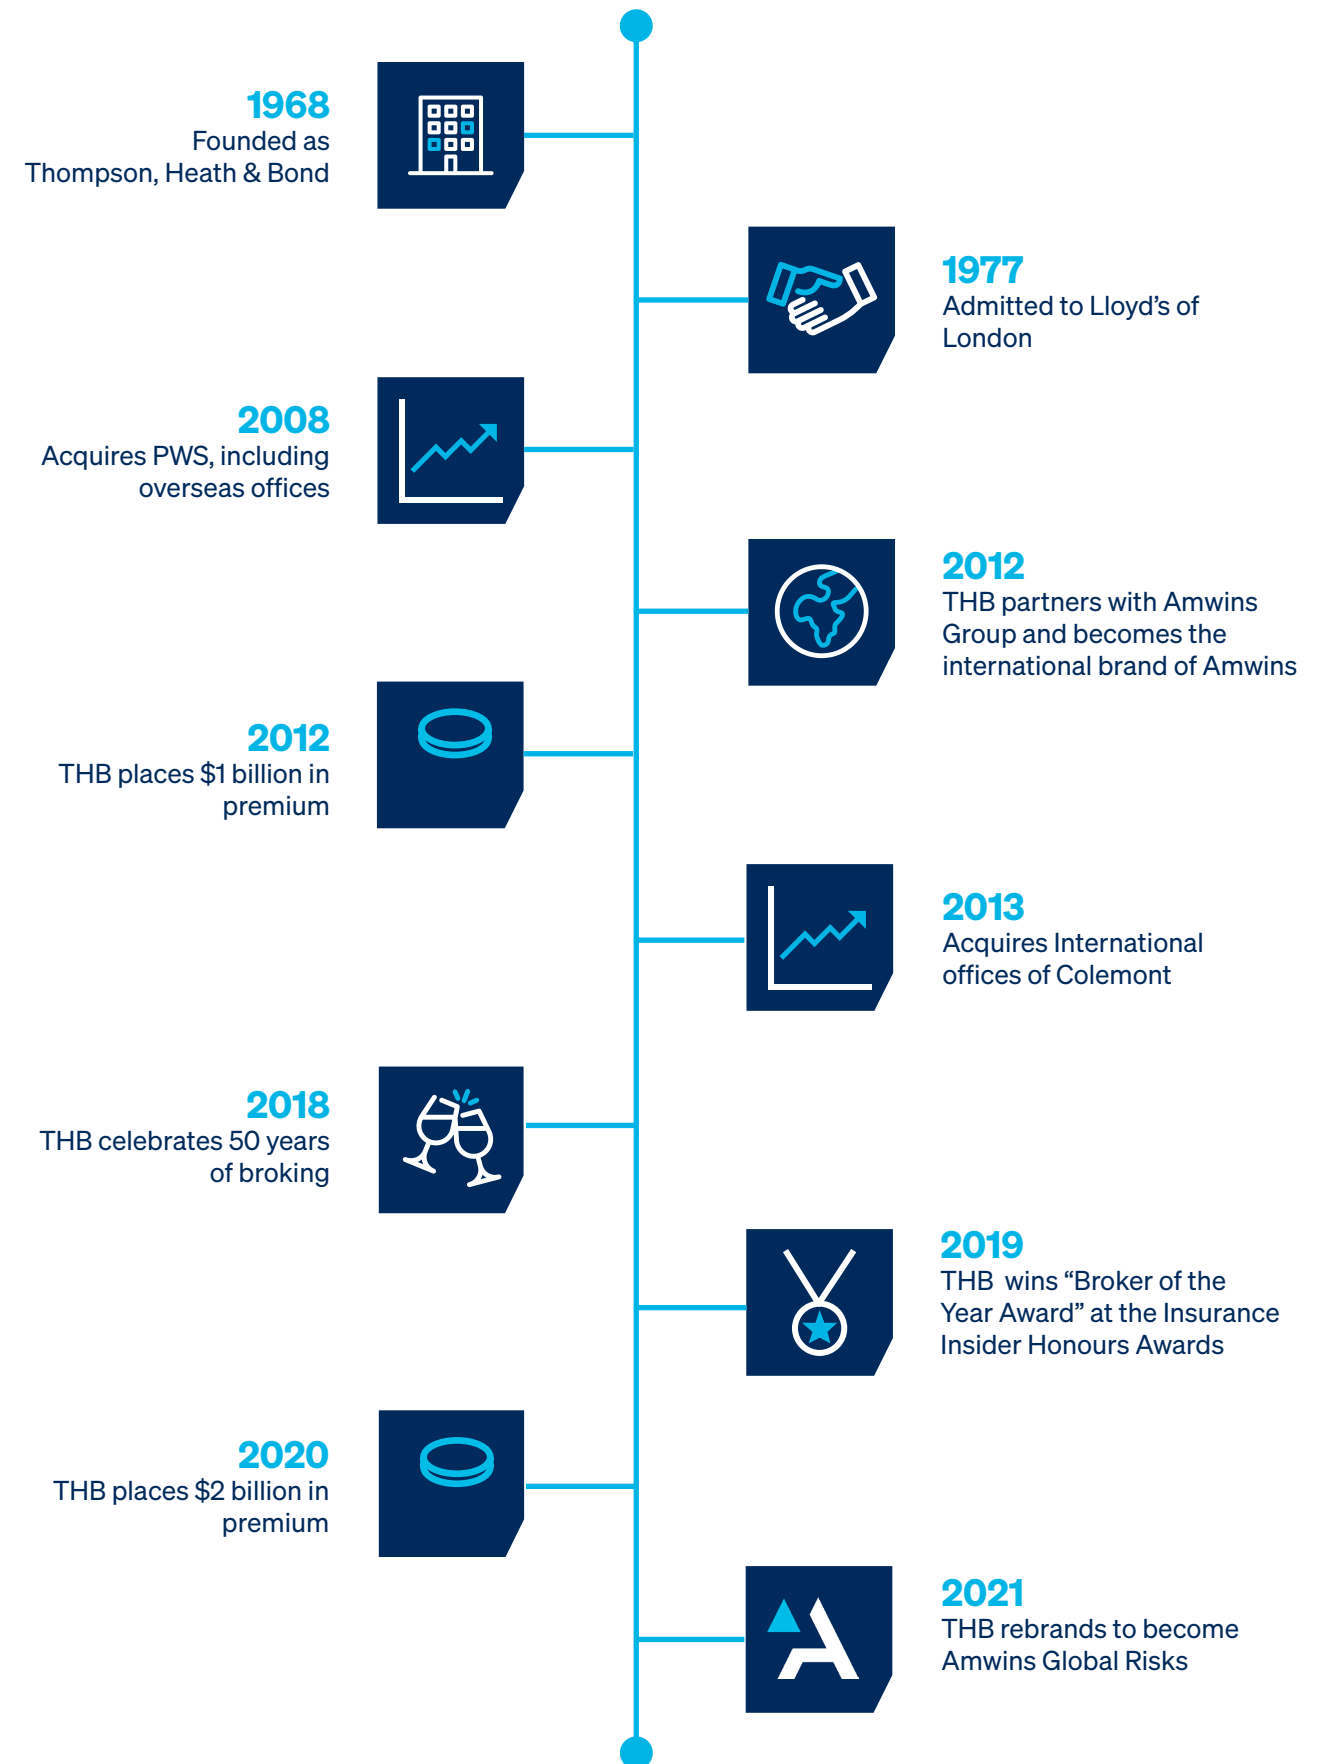 1968
Founded as
Thompson, Heath & Bond
1977
Admitted to Lloyd’s of
London
2008
Acquires PWS, including
overseas offices
2012
THB partners with Amwins
Group and becomes the
international brand of Amwins
2012
THB places $1 billion in
premium
2013
Acquires International
offices of Colemont
2018
THB celebrates 50 years
of broking
2019
THB  wins “Broker of the
Year Award” at the Insurance
Insider Honours Awards
2020
THB places $2 billion in
premium
2021
THB rebrands to become
Amwins Global Risks